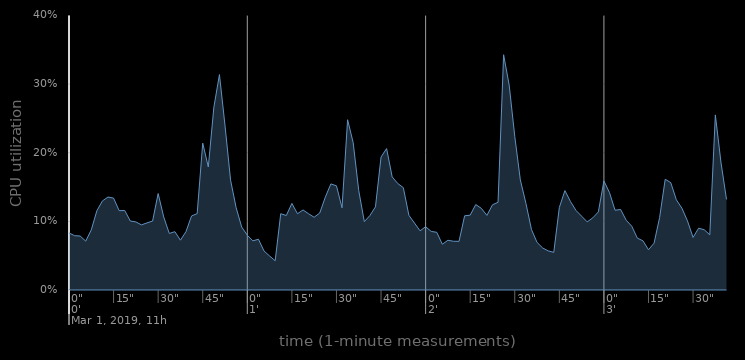 40%
30%
20%
10%
0%
CPU utilization
0" 15" 30" 45" 0" 15" 30" 45" 0" 15" 30" 45" 0" 15" 30"
0' 1' 2' 3'
Mar 1, 2019, 11h
time (1-minute measurements)